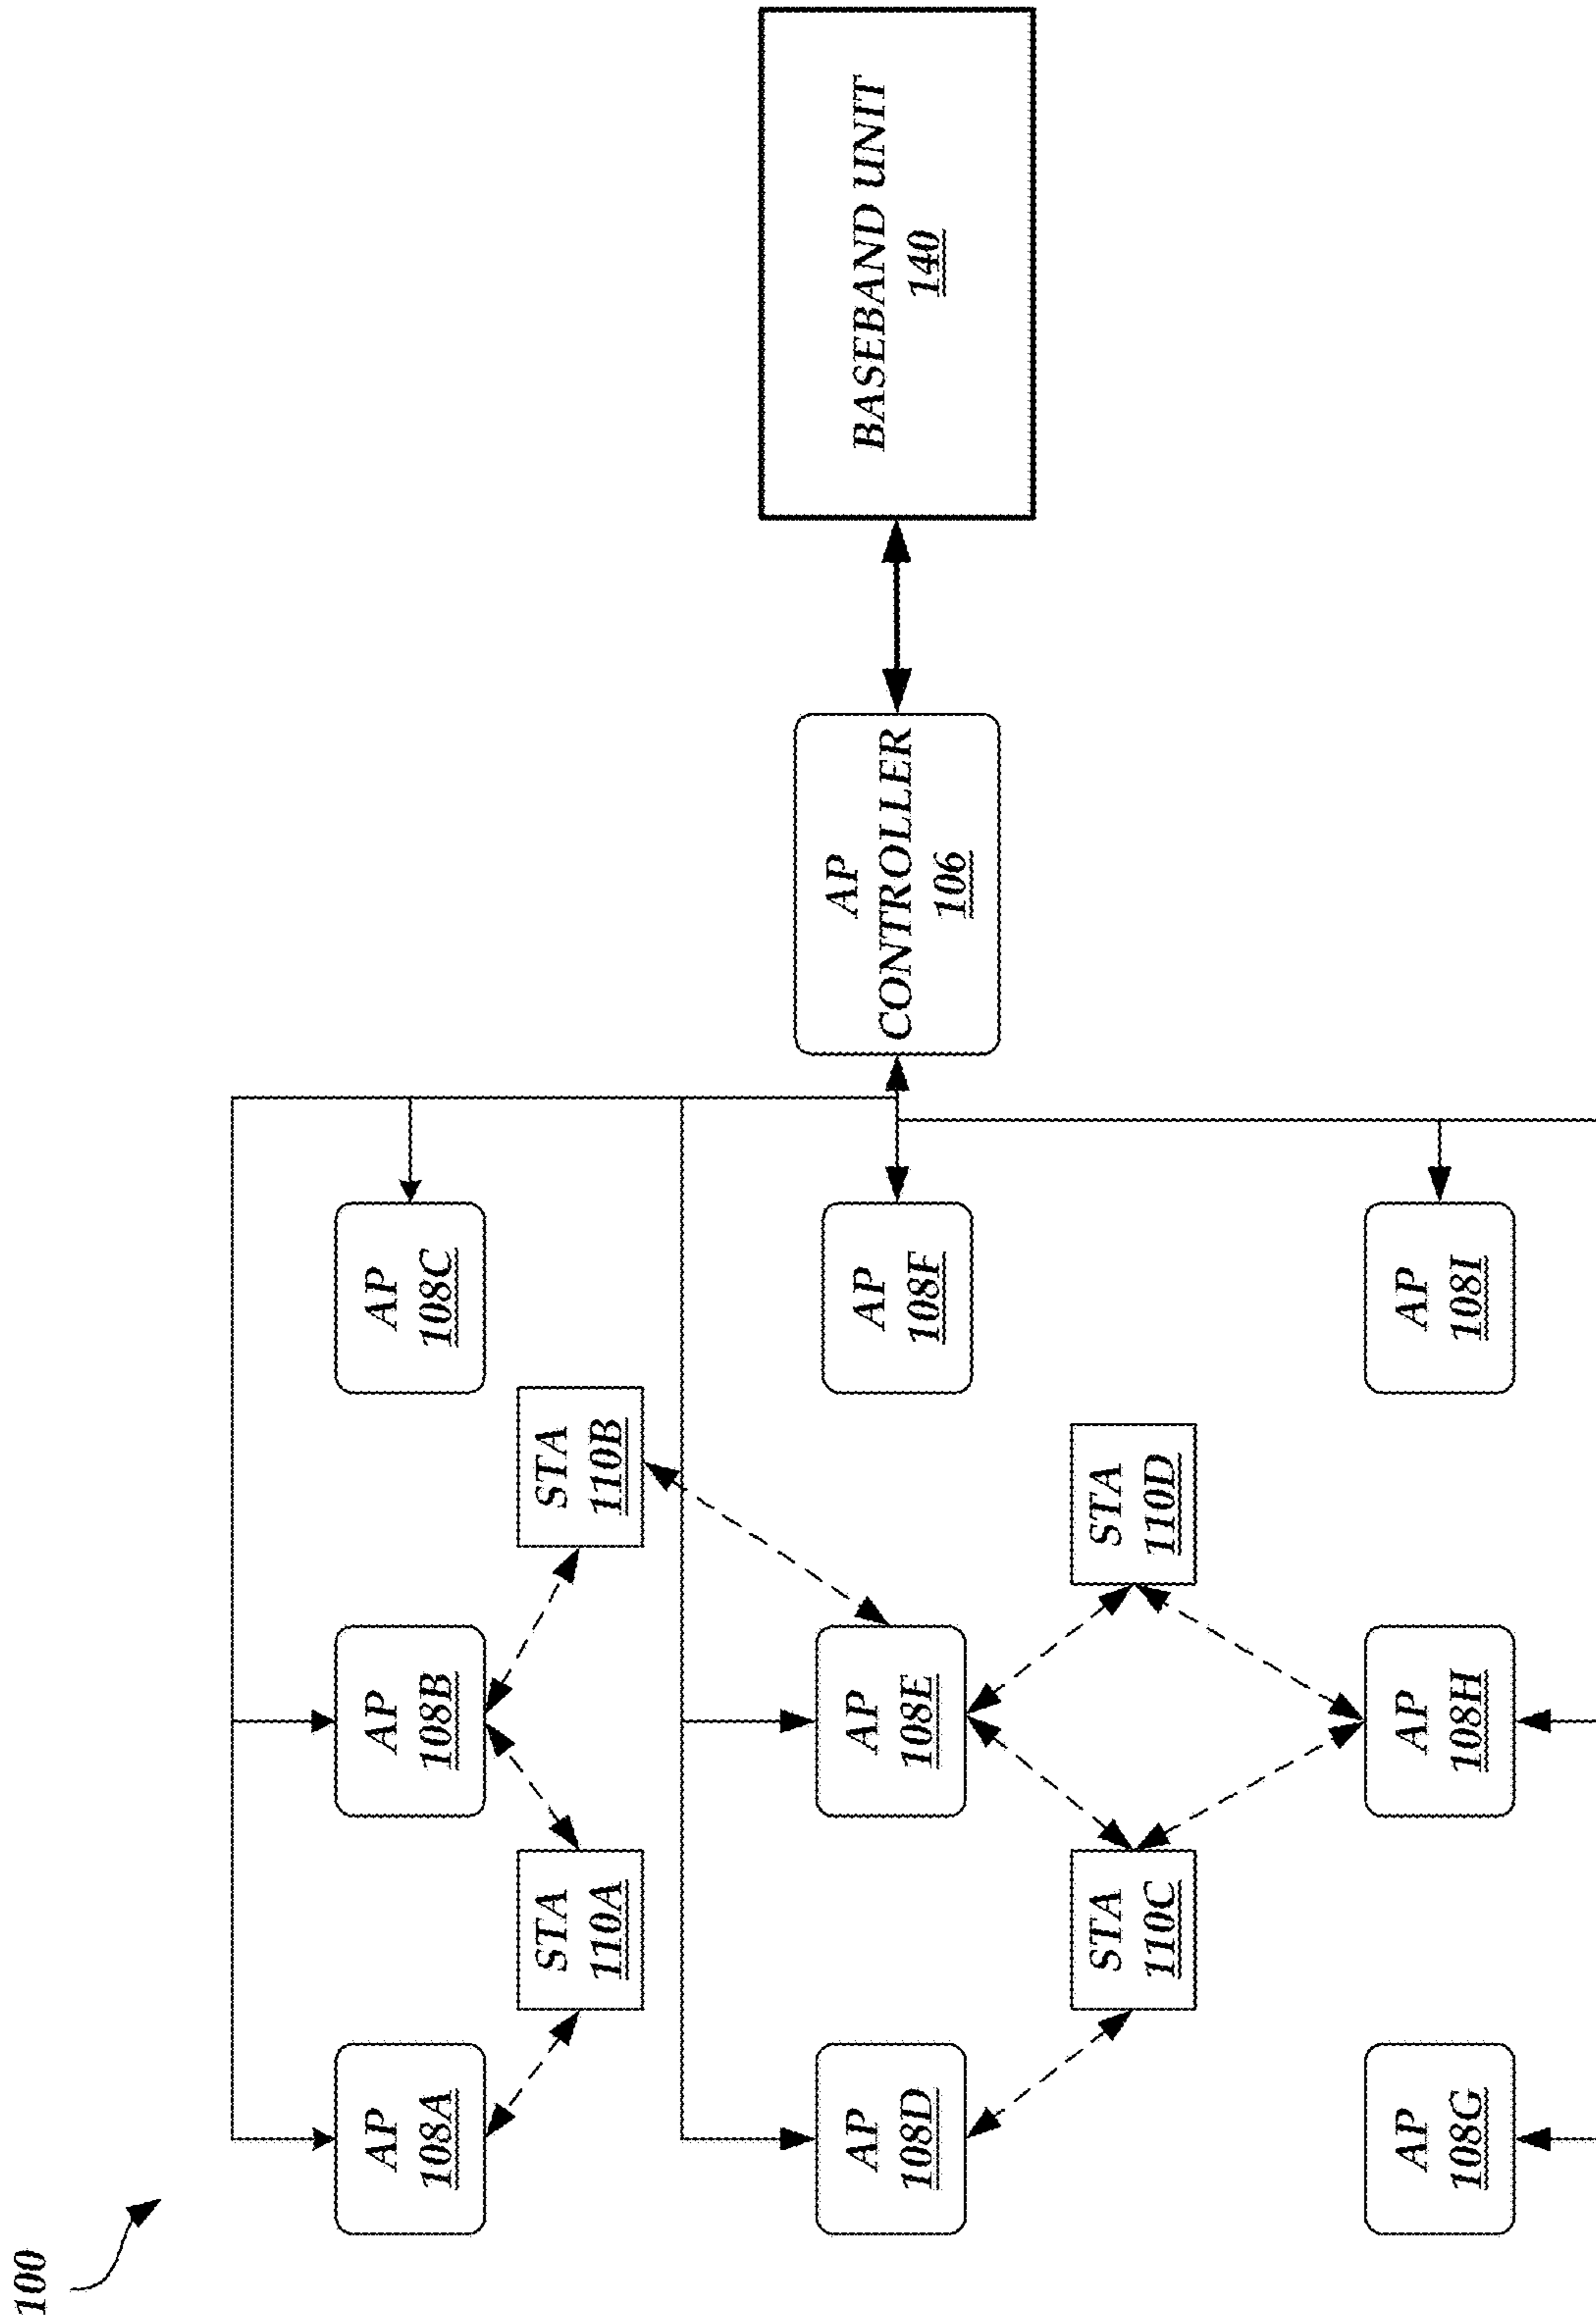 100
AP
108A
AP
108B
AP
108C
STA
110A
STA
110B
AP
108D
AP
108E
AP
108F
AP
CONTROLLER
106
BASEBAND UNIT
140
STA
110C
STA
110D
AP
108G
AP
108H
AP
108I